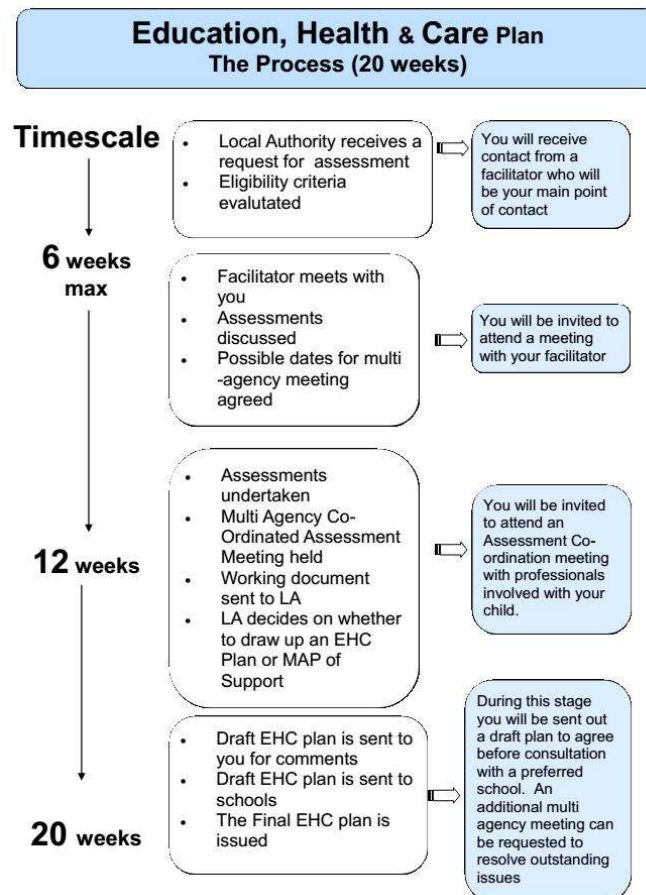 Education, Health & Care Plan
The Process (20 weeks)
Timescale
• Local Authority receives a
request for assessment
• Eligibility criteria
evalutated
You will receive
contact from a
facilitator who will
be your main point
of contact
6 weeks
max
• Facilitator meets with
you
• Assessments
discussed
• Possible dates for multi
-agency meeting
agreed
You will be invited to
attend a meeting
with your facilitator
12 weeks
• Assessments
undertaken
• Multi Agency Co-
Ordinated Assessment
Meeting held
• Working document
sent to LA
• LA decides on whether
to draw up an EHC
Plan or MAP of
Support
You will be invited
to attend an
Assessment Co-
ordination meeting
with professionals
involved with your
child.
20 weeks
• Draft EHC plan is sent to
you for comments
• Draft EHC plan is sent to
schools
• The Final EHC plan is
issued
During this stage
you will be sent out
a draft plan to agree
before consultation
with a preferred
school. An
additional multi
agency meeting can
be requested to
resolve outstanding
issues